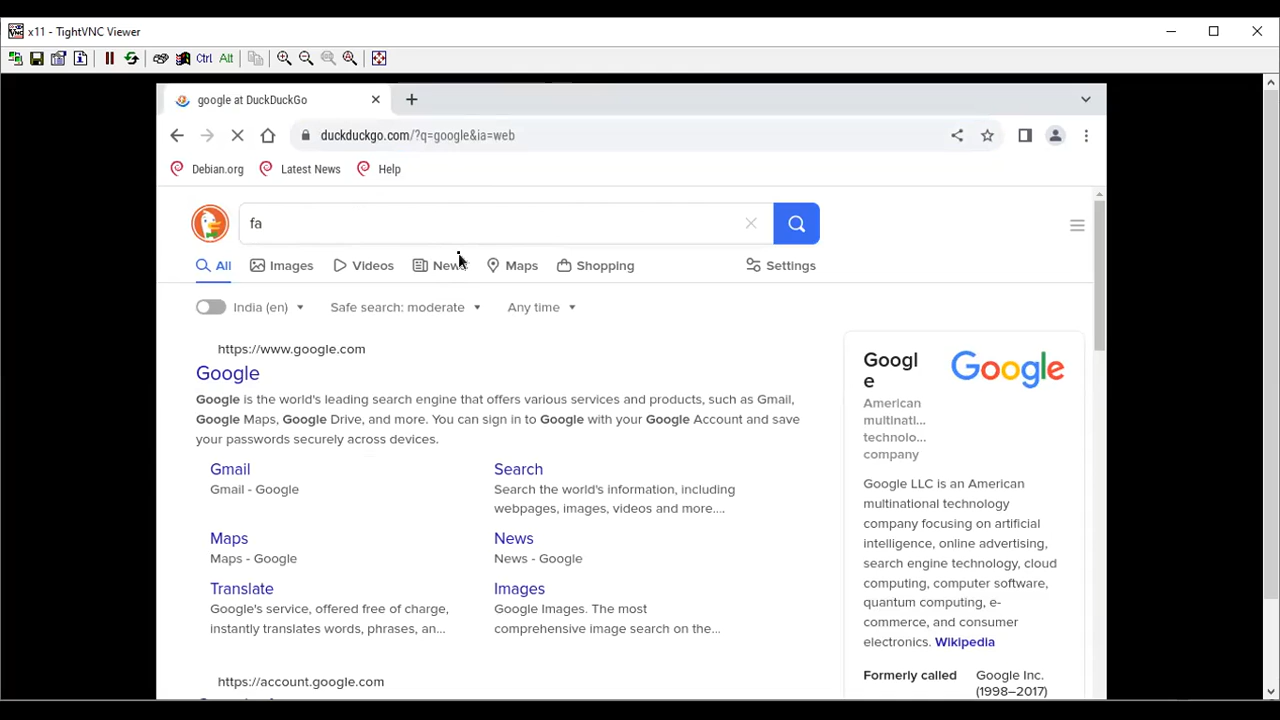 x11 - TightVNC Viewer
Ctrl Alt
google at DuckDuckGo
duckduckgo.com/?q=google&ia=web
Debian.org Latest News Help
fa
All Images Videos News Maps Shopping Settings
India (en) Safe search: moderate Any time
https://www.google.com
Google
Google is the world's leading search engine that offers various services and products, such as Gmail,
Google Maps, Google Drive, and more. You can sign in to Google with your Google Account and save
your passwords securely across devices.
Gmail
Gmail - Google
Search
Search the world's information, including
webpages, images, videos and more....
Maps
Maps - Google
News
News - Google
Translate
Google's service, offered free of charge,
instantly translates words, phrases, an...
Images
Google Images. The most
comprehensive image search on the...
https://account.google.com
Googl
e
Google
American
multinati...
technolo...
company
Google LLC is an American
multinational technology
company focusing on artificial
intelligence, online advertising,
search engine technology, cloud
computing, computer software,
quantum computing, e-
commerce, and consumer
electronics. Wikipedia
Formerly called Google Inc.
(1998–2017)